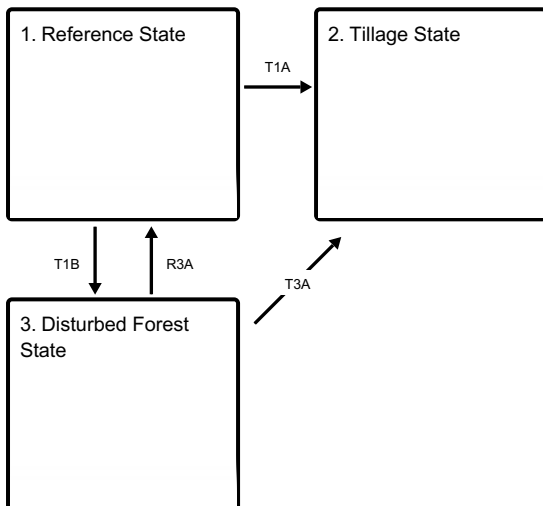 1. Reference State
2. Tillage State
T1A
T1B
R3A
T3A
3. Disturbed Forest
State